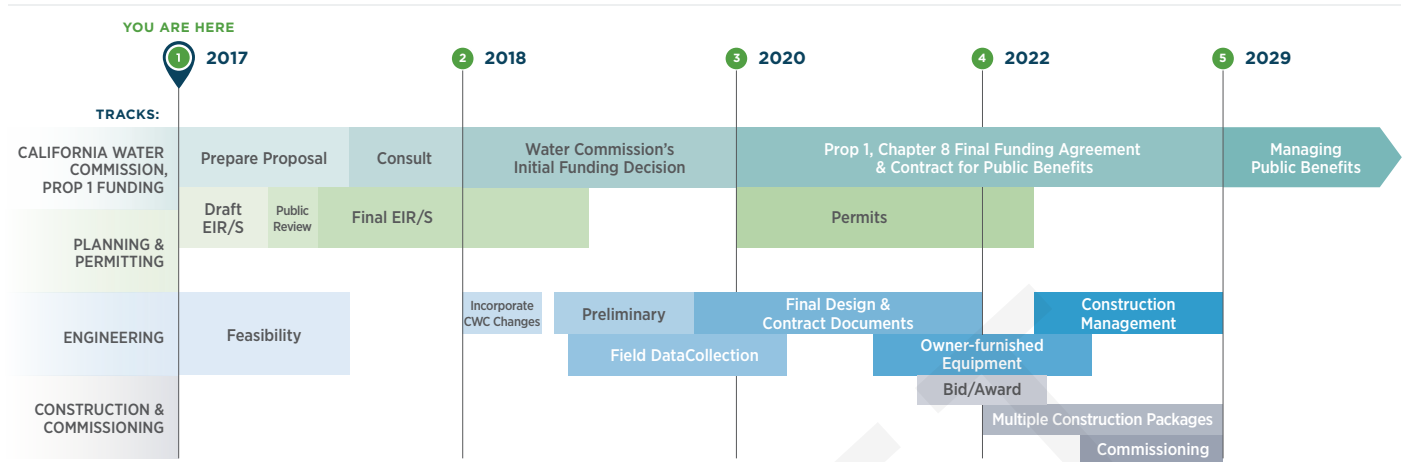 YOU ARE HERE
1 2017
2 2018
3 2020
4 2022
5 2029
TRACKS:
CALIFORNIA WATER
COMMISSION,
PROP 1 FUNDING
Prepare Proposal
Consult
Water Commission's
Initial Funding Decision
Prop 1, Chapter 8 Final Funding Agreement
& Contract for Public Benefits
Managing
Public Benefits
PLANNING &
PERMITTING
Draft
EIR/S
Public
Review
Final EIR/S
Permits
ENGINEERING
Feasibility
Incorporate
CWC Changes
Preliminary
Final Design &
Contract Documents
Construction
Management
Field DataCollection
Owner-furnished
Equipment
CONSTRUCTION &
COMMISSIONING
Bid/Award
Multiple Construction Packages
Commissioning